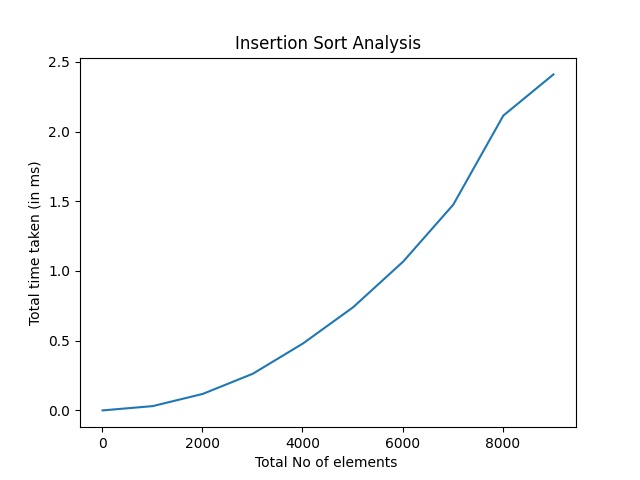 Insertion Sort Analysis
2.5
2.0
1.5
1.0
0.5
0.0
Total time taken (in ms)
0 2000 4000 6000 8000
Total No of elements